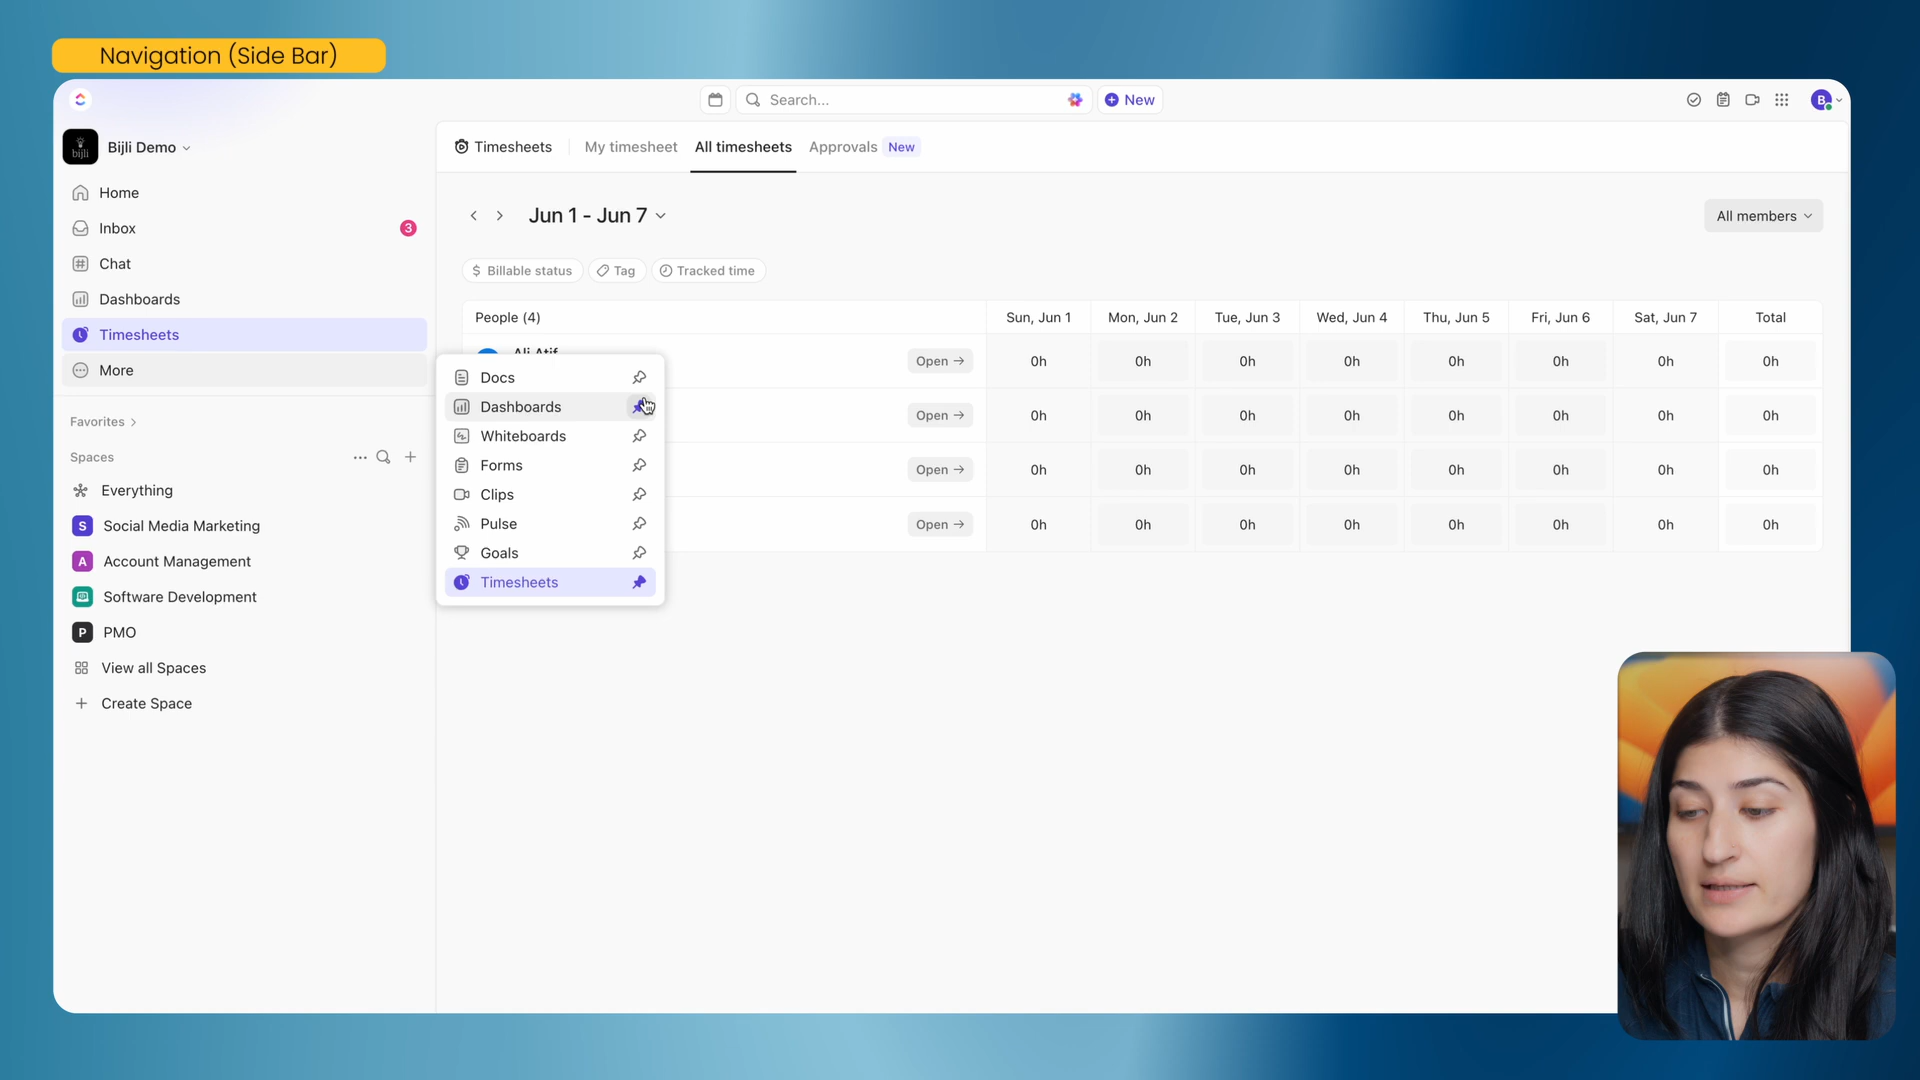 Navigation (Side Bar)
Search...
New
B
bijli
Bijli Demo
Home
Inbox
3
Chat
Dashboards
Timesheets
More
Favorites
Spaces
Everything
S Social Media Marketing
A Account Management
Software Development
P PMO
View all Spaces
Create Space
Timesheets
My timesheet
All timesheets
Approvals New
Jun 1 - Jun 7
All members
$ Billable status
Tag
Tracked time
People (4) Sun, Jun 1 Mon, Jun 2 Tue, Jun 3 Wed, Jun 4 Thu, Jun 5 Fri, Jun 6 Sat, Jun 7 Total
Ali Atif
Open → 0h 0h 0h 0h 0h 0h 0h 0h
Open → 0h 0h 0h 0h 0h 0h 0h 0h
Open → 0h 0h 0h 0h 0h 0h 0h 0h
Open → 0h 0h 0h 0h 0h 0h 0h 0h
Docs
Dashboards
Whiteboards
Forms
Clips
Pulse
Goals
Timesheets